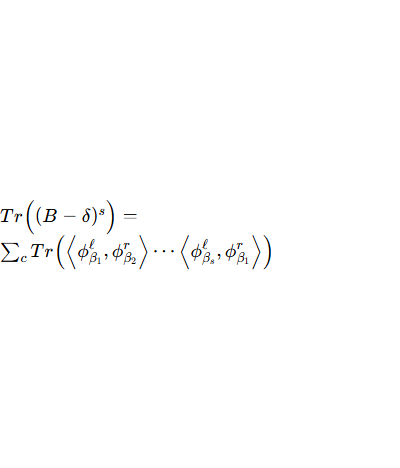 Tr((B − δ)^s) =
∑_c Tr(⟨ϕ^ℓ_{β_1}, ϕ^r_{β_2}⟩ ⋯ ⟨ϕ^ℓ_{β_s}, ϕ^r_{β_1}⟩)